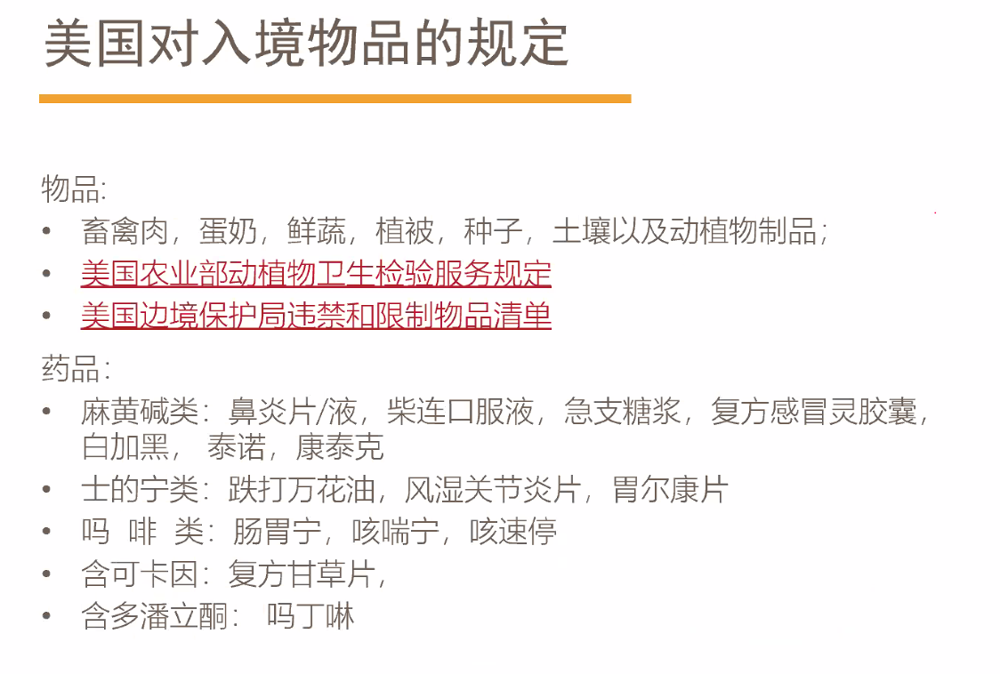 美国对入境物品的规定
物品:
• 畜禽肉，蛋奶，鲜蔬，植被，种子，土壤以及动植物制品；
• 美国农业部动植物卫生检验服务规定
• 美国边境保护局违禁和限制物品清单
药品：
• 麻黄碱类：鼻炎片/液，柴连口服液，急支糖浆，复方感冒灵胶囊，
白加黑， 泰诺，康泰克
• 士的宁类：跌打万花油，风湿关节炎片，胃尔康片
• 吗 啡 类：肠胃宁，咳喘宁，咳速停
• 含可卡因：复方甘草片，
• 含多潘立酮： 吗丁啉